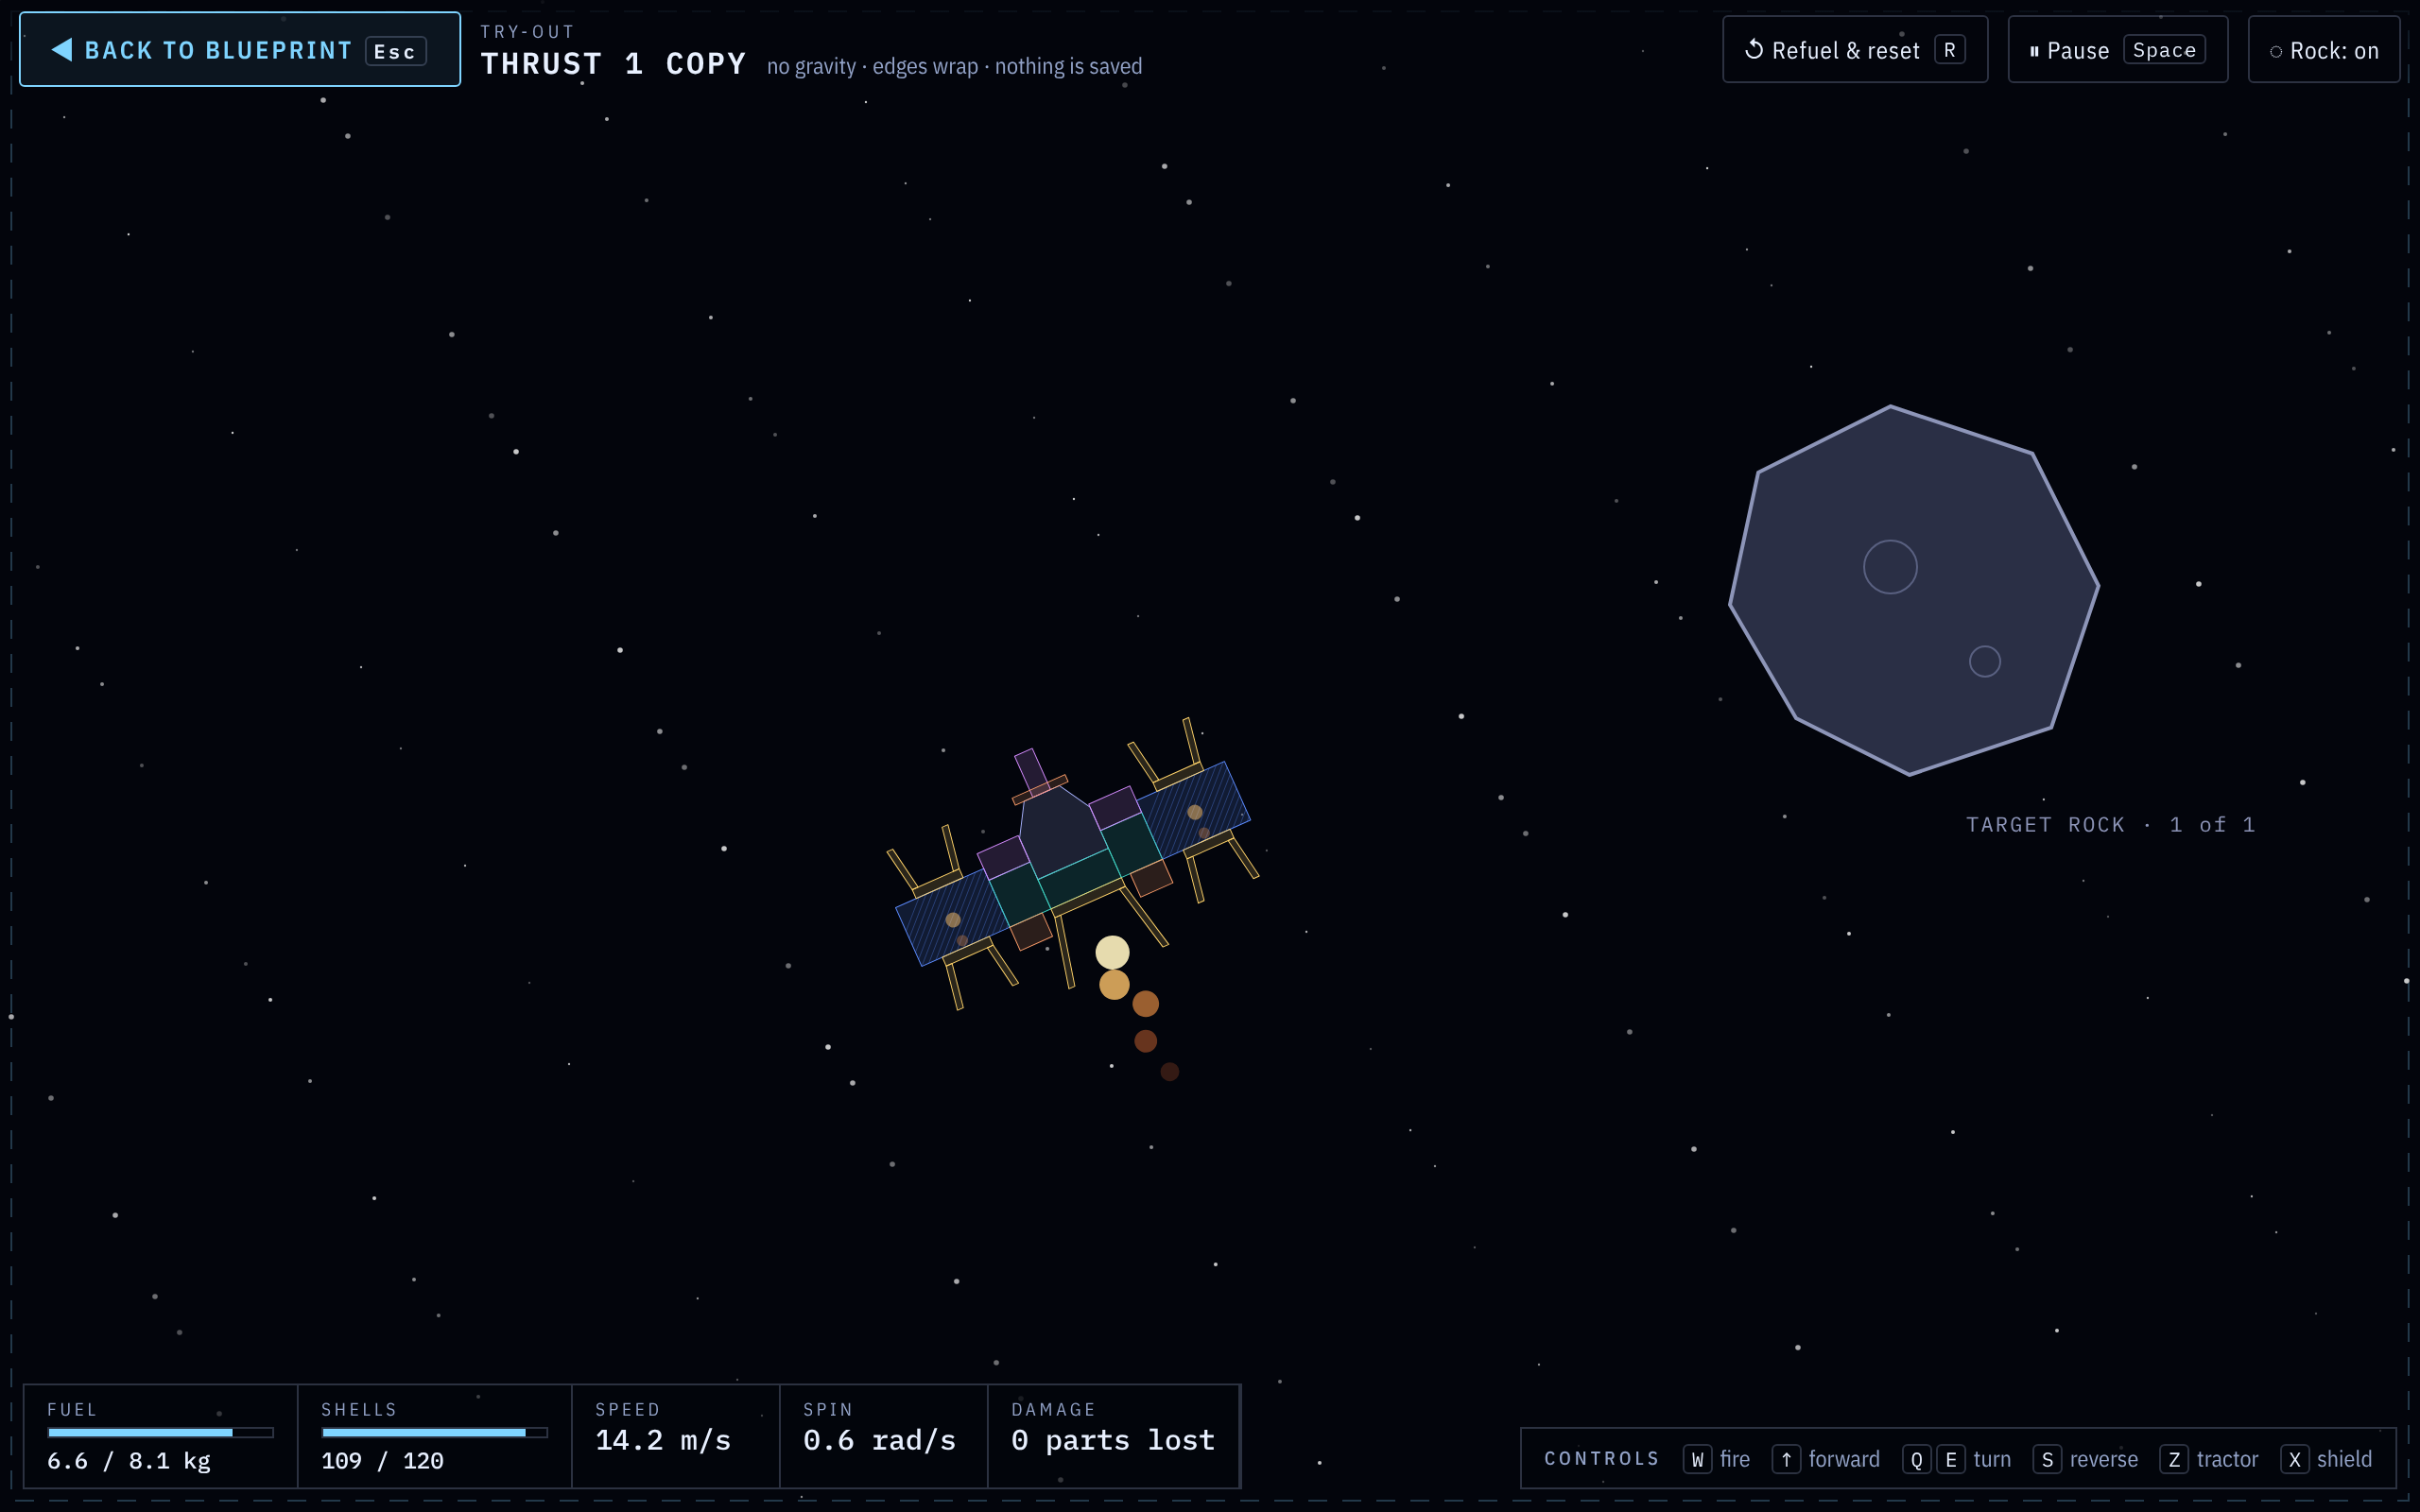 BACK TO BLUEPRINT Esc
TRY-OUT
THRUST 1 COPY no gravity · edges wrap · nothing is saved
Refuel & reset R
Pause Space
Rock: on
TARGET ROCK · 1 of 1
FUEL
6.6 / 8.1 kg
SHELLS
109 / 120
SPEED
14.2 m/s
SPIN
0.6 rad/s
DAMAGE
0 parts lost
CONTROLS W fire ↑ forward Q E turn S reverse Z tractor X shield